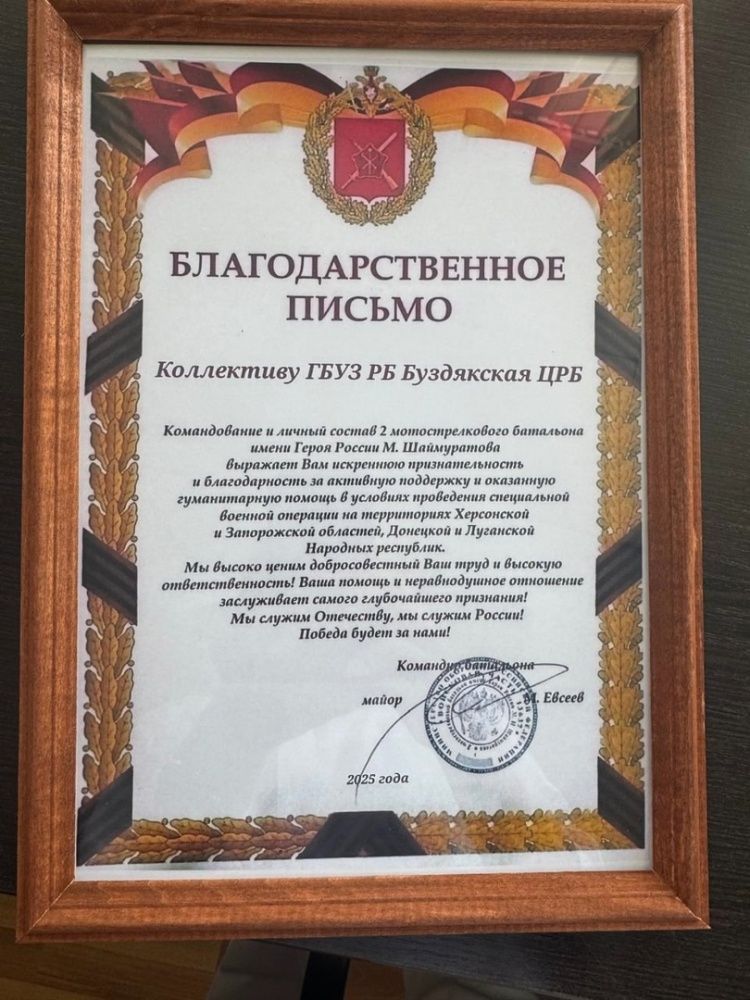 БЛАГОДАРСТВЕННОЕ
ПИСЬМО
Коллективу ГБУЗ РБ Буздякская ЦРБ
Командование и личный состав 2 мотострелкового батальона
имени Героя России М. Шаймуратова
выражает Вам искреннюю признательность
и благодарность за активную поддержку и оказанную
гуманитарную помощь в условиях проведения специальной
военной операции на территориях Херсонской
и Запорожской областей, Донецкой и Луганской
Народных республик.
Мы высоко ценим добросовестный Ваш труд и высокую
ответственность! Ваша помощь и неравнодушное отношение
заслуживает самого глубочайшего признания!
Мы служим Отечеству, мы служим России!
Победа будет за нами!
Командир батальона
майор М. Евсеев
2025 года